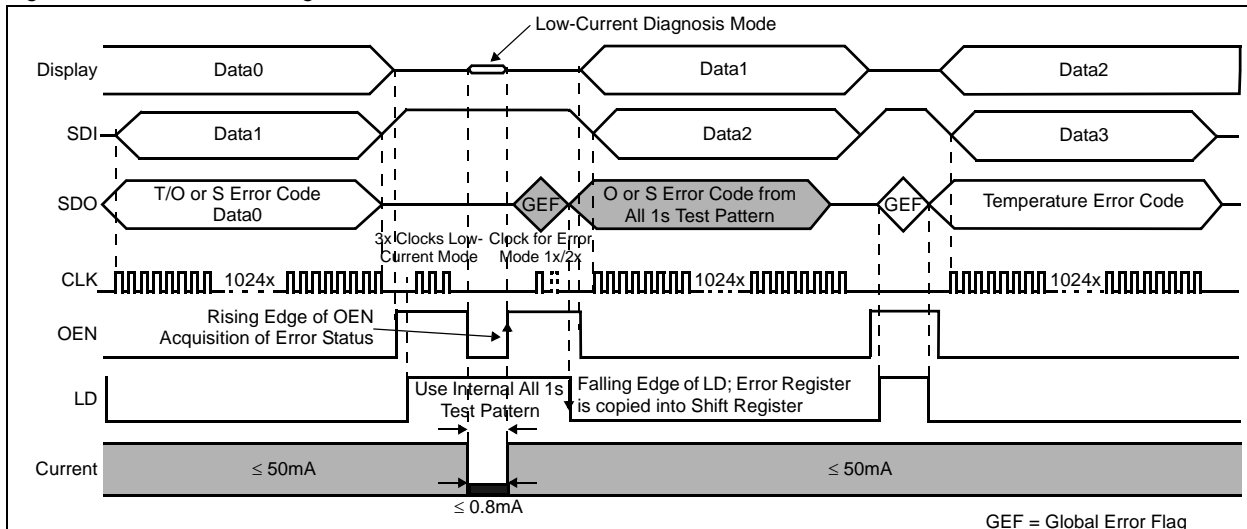 Low-Current Diagnosis Mode
Display
Data0
Data1
Data2
SDI
Data1
Data2
Data3
SDO
T/O or S Error Code
Data0
GEF
O or S Error Code from
All 1s Test Pattern
GEF
Temperature Error Code
3x Clocks Low-
Current Mode
Clock for Error
Mode 1x/2x
CLK
1024x
1024x
1024x
OEN
Rising Edge of OEN
Acquisition of Error Status
LD
Use Internal All 1s
Test Pattern
Falling Edge of LD; Error Register
is copied into Shift Register
Current
≤ 50mA
≤ 50mA
≤ 0.8mA
GEF = Global Error Flag